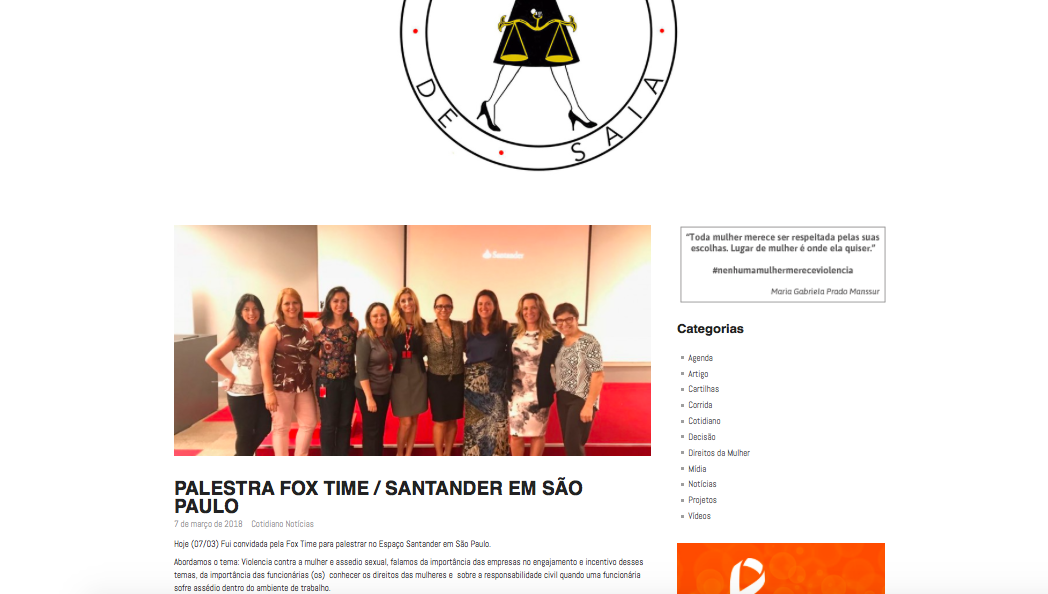 DE SAIA
Santander
"Toda mulher merece ser respeitada pelas suas
escolhas. Lugar de mulher é onde ela quiser."
#nenhumamulhermereceviolencia
Maria Gabriela Prado Manssur
Categorias
Agenda
Artigo
Cartilhas
Corrida
Cotidiano
Decisão
Direitos da Mulher
Mídia
Notícias
Projetos
Vídeos
PALESTRA FOX TIME / SANTANDER EM SÃO
PAULO
7 de março de 2018 Cotidiano Notícias
Hoje (07/03) Fui convidada pela Fox Time para palestrar no Espaço Santander em São Paulo.
Abordamos o tema: Violencia contra a mulher e assedio sexual, falamos da importância das empresas no engajamento e incentivo desses
temas, da importância das funcionárias (os) conhecer os direitos das mulheres e sobre a responsabilidade civil quando uma funcionária
sofre assédio dentro do ambiente de trabalho.